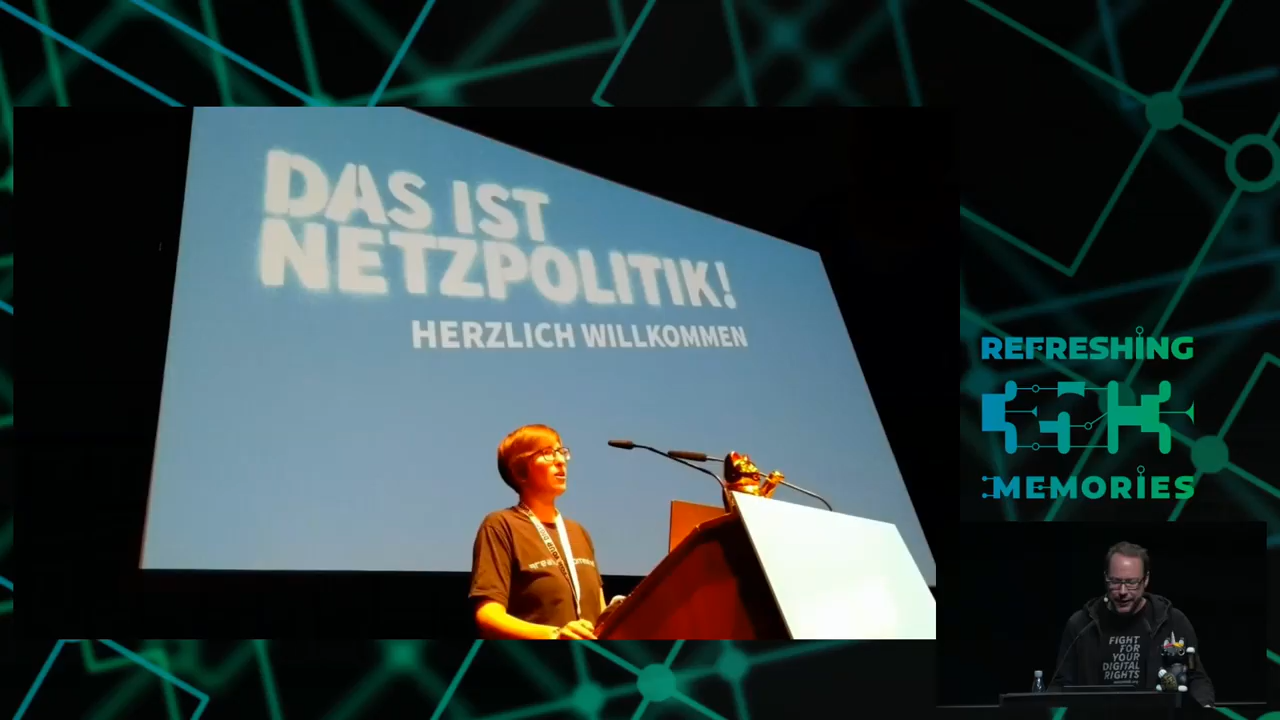 DAS IST
NETZPOLITIK!
HERZLICH WILLKOMMEN
REFRESHING
MEMORIES
FIGHT
FOR
YOUR
DIGITAL
RIGHTS